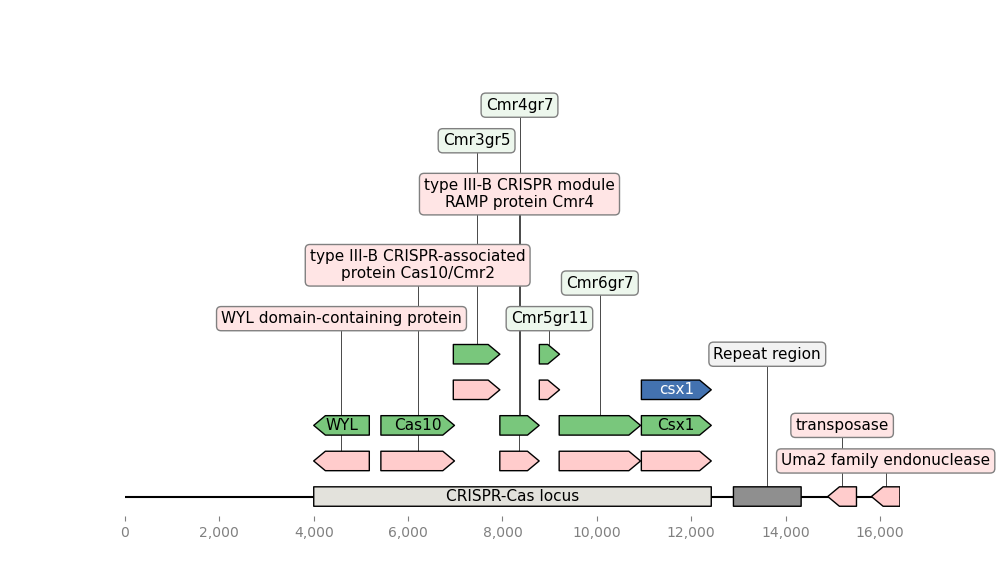 Cmr4gr7
Cmr3gr5
type III-B CRISPR module
RAMP protein Cmr4
type III-B CRISPR-associated
protein Cas10/Cmr2
Cmr6gr7
WYL domain-containing protein
Cmr5gr11
Repeat region
csx1
WYL
Cas10
Csx1
transposase
Uma2 family endonuclease
CRISPR-Cas locus
0 2,000 4,000 6,000 8,000 10,000 12,000 14,000 16,000